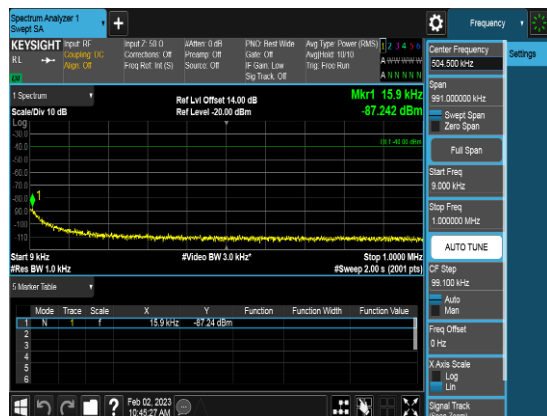 Spectrum Analyzer 1
Swept SA
+
Frequency
KEYSIGHT
Input: RF
Input Z: 50 Ω
#Atten: 0 dB
PNO: Best Wide
Avg Type: Power (RMS)
1 2 3 4 5 6
RL
Coupling: DC
Corrections: Off
Preamp: Off
Gate: Off
Avg|Hold: 10/10
Align: Off
Freq Ref: Int (S)
Source: Off
IF Gain: Low
Trig: Free Run
Sig Track: Off
A N N N N N
Center Frequency
504.500 kHz
Settings
Span
991.000000 kHz
Swept Span
Zero Span
Full Span
Start Freq
9.000 kHz
Stop Freq
1.000000 MHz
AUTO TUNE
CF Step
99.100 kHz
Auto
Man
Freq Offset
0 Hz
X Axis Scale
Log
Lin
Signal Track
1 Spectrum
Ref Lvl Offset 14.00 dB
Mkr1 15.9 kHz
Scale/Div 10 dB
Ref Level -20.00 dBm
-87.242 dBm
Log
-30.0
-40.0
-50.0
-60.0
-70.0
-80.0
-90.0
-100
-110
1
Start 9 kHz
#Video BW 3.0 kHz*
Stop 1.0000 MHz
#Res BW 1.0 kHz
#Sweep 2.00 s (2001 pts)
5 Marker Table
Mode Trace Scale X Y Function Function Width Function Value
1 N 1 f 15.9 kHz -87.24 dBm
2
3
4
5
6
?
Feb 02, 2023
10:45:27 AM